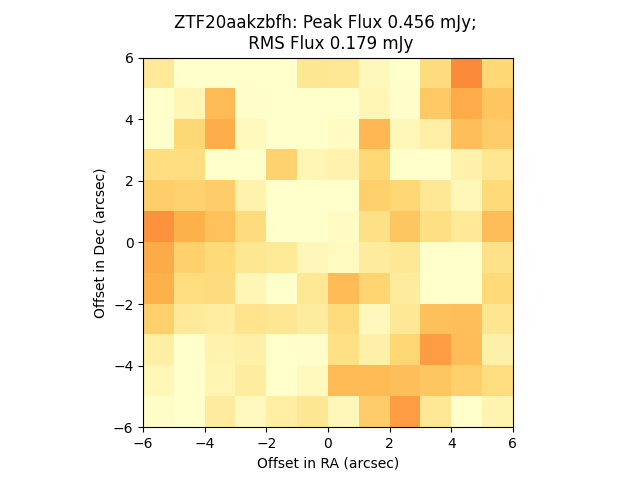 ZTF20aakzbfh: Peak Flux 0.456 mJy;
RMS Flux 0.179 mJy
6
4
2
0
−2
−4
−6
Offset in Dec (arcsec)
−6 −4 −2 0 2 4 6
Offset in RA (arcsec)